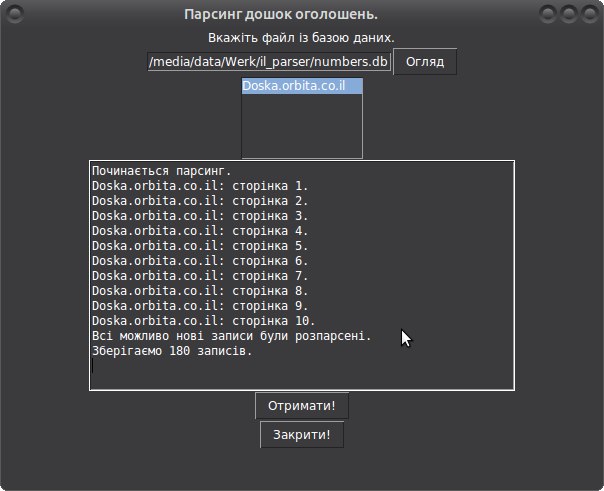 Парсинг дошок оголошень.
Вкажіть файл із базою даних.
/media/data/Werk/il_parser/numbers.db Огляд
Doska.orbita.co.il
Починається парсинг.
Doska.orbita.co.il: сторінка 1.
Doska.orbita.co.il: сторінка 2.
Doska.orbita.co.il: сторінка 3.
Doska.orbita.co.il: сторінка 4.
Doska.orbita.co.il: сторінка 5.
Doska.orbita.co.il: сторінка 6.
Doska.orbita.co.il: сторінка 7.
Doska.orbita.co.il: сторінка 8.
Doska.orbita.co.il: сторінка 9.
Doska.orbita.co.il: сторінка 10.
Всі можливо нові записи були розпарсені.
Зберігаємо 180 записів.
Отримати!
Закрити!